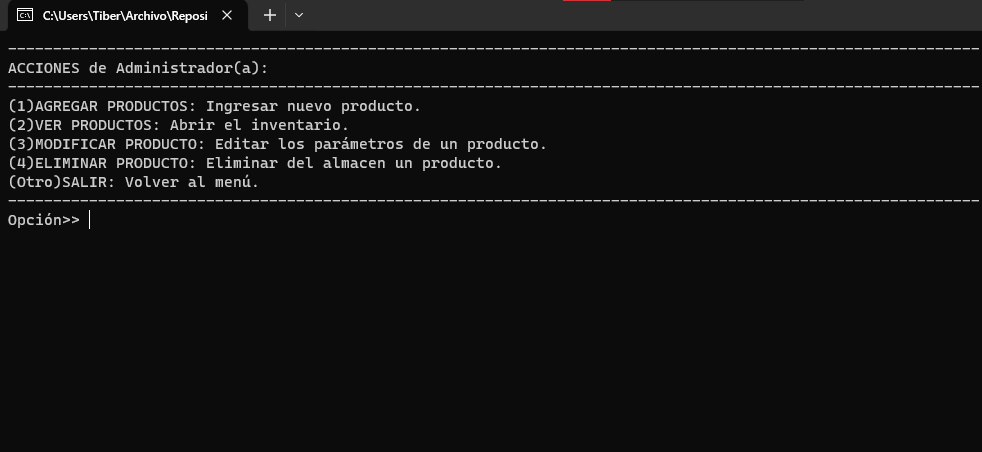 C:\Users\Tiber\Archivo\Reposi
ACCIONES de Administrador(a):
(1)AGREGAR PRODUCTOS: Ingresar nuevo producto.
(2)VER PRODUCTOS: Abrir el inventario.
(3)MODIFICAR PRODUCTO: Editar los parámetros de un producto.
(4)ELIMINAR PRODUCTO: Eliminar del almacen un producto.
(Otro)SALIR: Volver al menú.
Opción>>